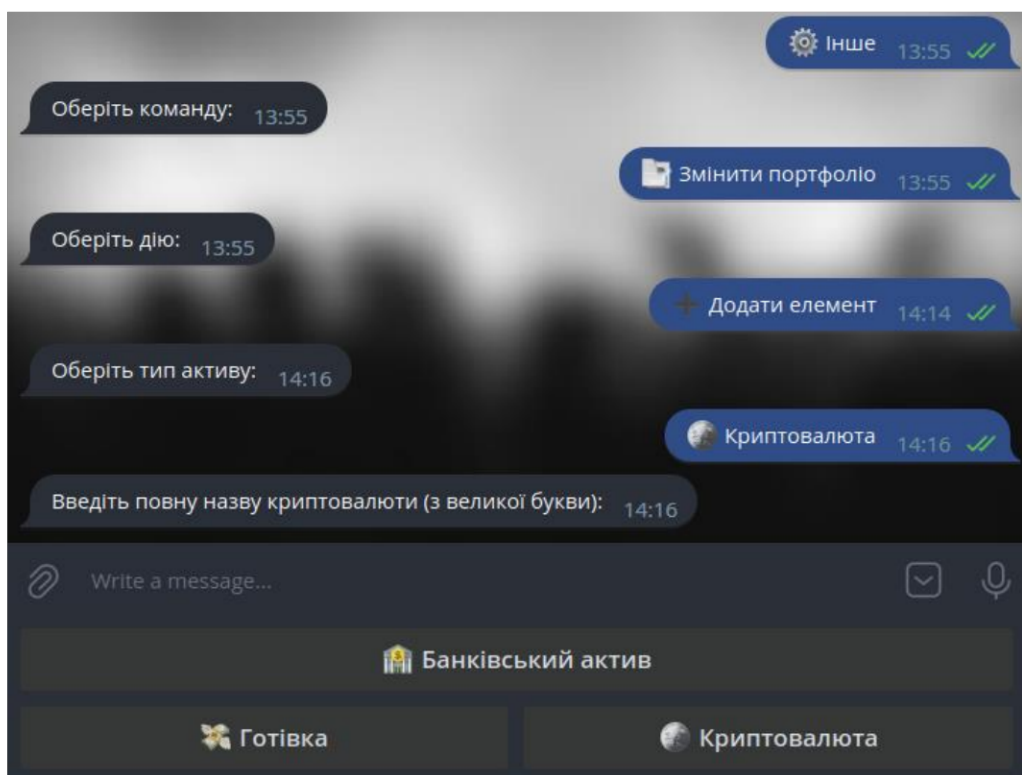 ⚙️ Інше 13:55
Оберіть команду: 13:55
Змінити портфоліо 13:55
Оберіть дію: 13:55
➕ Додати елемент 14:14
Оберіть тип активу: 14:16
Криптовалюта 14:16
Введіть повну назву криптовалюти (з великої букви): 14:16
Write a message...
Банківський актив
Готівка
Криптовалюта